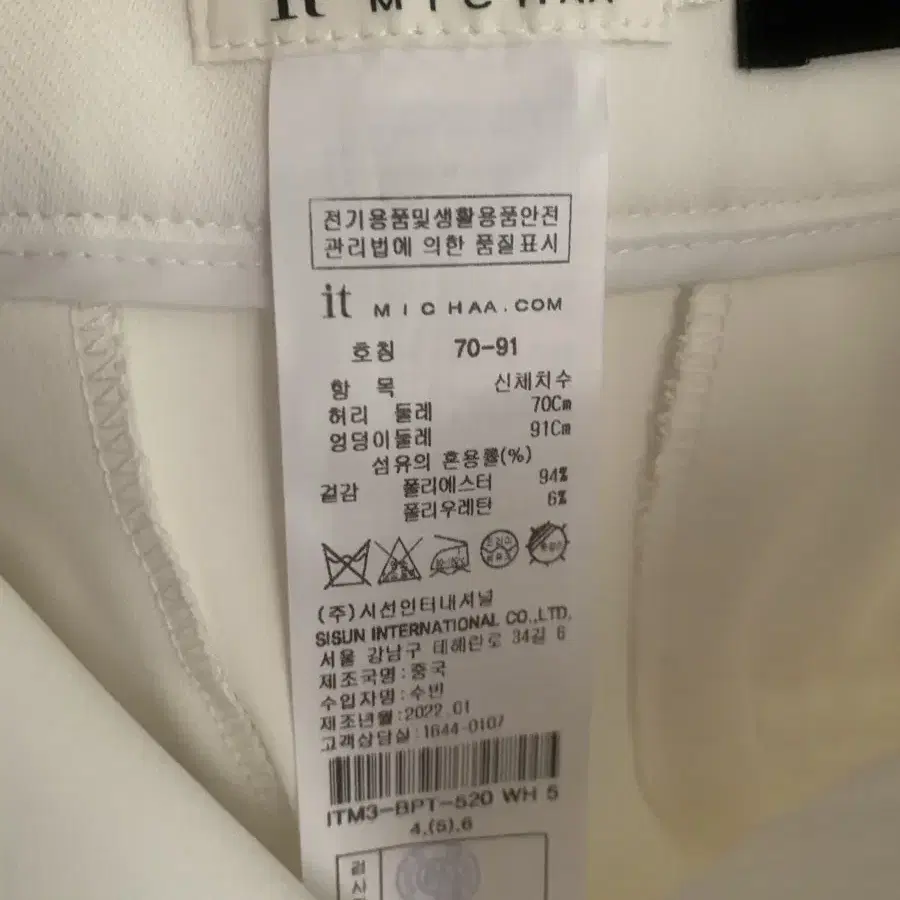 it MICHAA
전기용품및생활용품안전
관리법에 의한 품질표시
it MICHAA.COM
호칭 70-91
항 목 신체치수
허리 둘레 70Cm
엉덩이둘레 91Cm
섬유의 혼용률(%)
겉감 폴리에스터 94%
폴리우레탄 6%
(주)시선인터내셔널
SISUN INTERNATIONAL CO.,LTD.
서울 강남구 테헤란로 34길 6
제조국명:중국
수입자명:수빈
제조년월:2022.01
고객상담실:1644-0107
ITM3-BPT-520 WH 5
4,(5),6
검
사